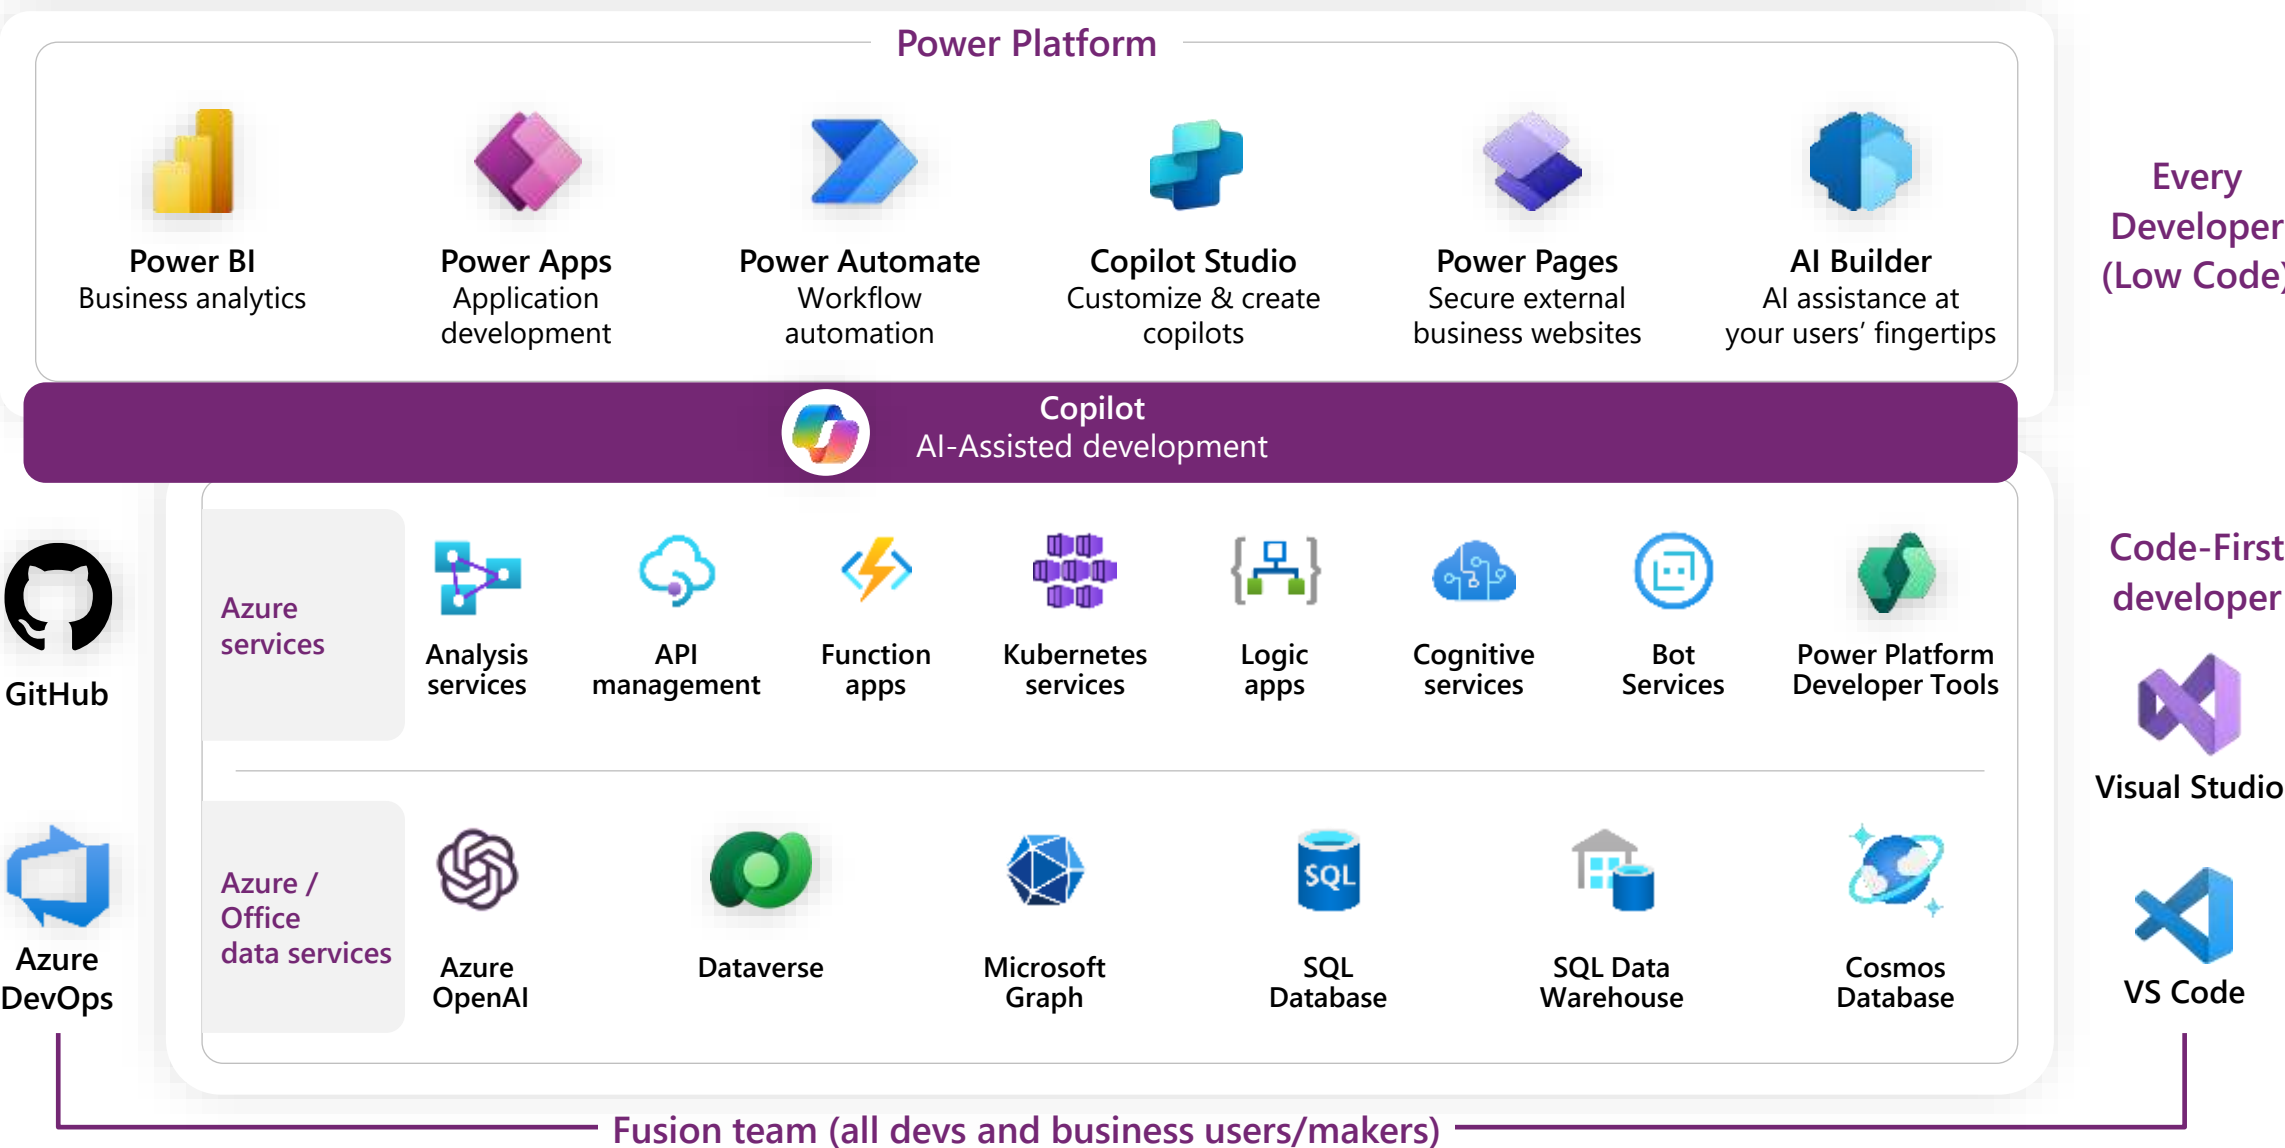 Power Platform
Power BI
Business analytics
Power Apps
Application
development
Power Automate
Workflow
automation
Copilot Studio
Customize & create
copilots
Power Pages
Secure external
business websites
AI Builder
AI assistance at
your users’ fingertips
Every
Developer
(Low Code)
Copilot
AI-Assisted development
GitHub
Azure
DevOps
Azure
services
Analysis
services
API
management
Function
apps
Kubernetes
services
Logic
apps
Cognitive
services
Bot
Services
Power Platform
Developer Tools
Code-First
developer
Visual Studio
VS Code
Azure /
Office
data services
Azure
OpenAI
Dataverse
Microsoft
Graph
SQL
SQL
Database
SQL Data
Warehouse
Cosmos
Database
Fusion team (all devs and business users/makers)